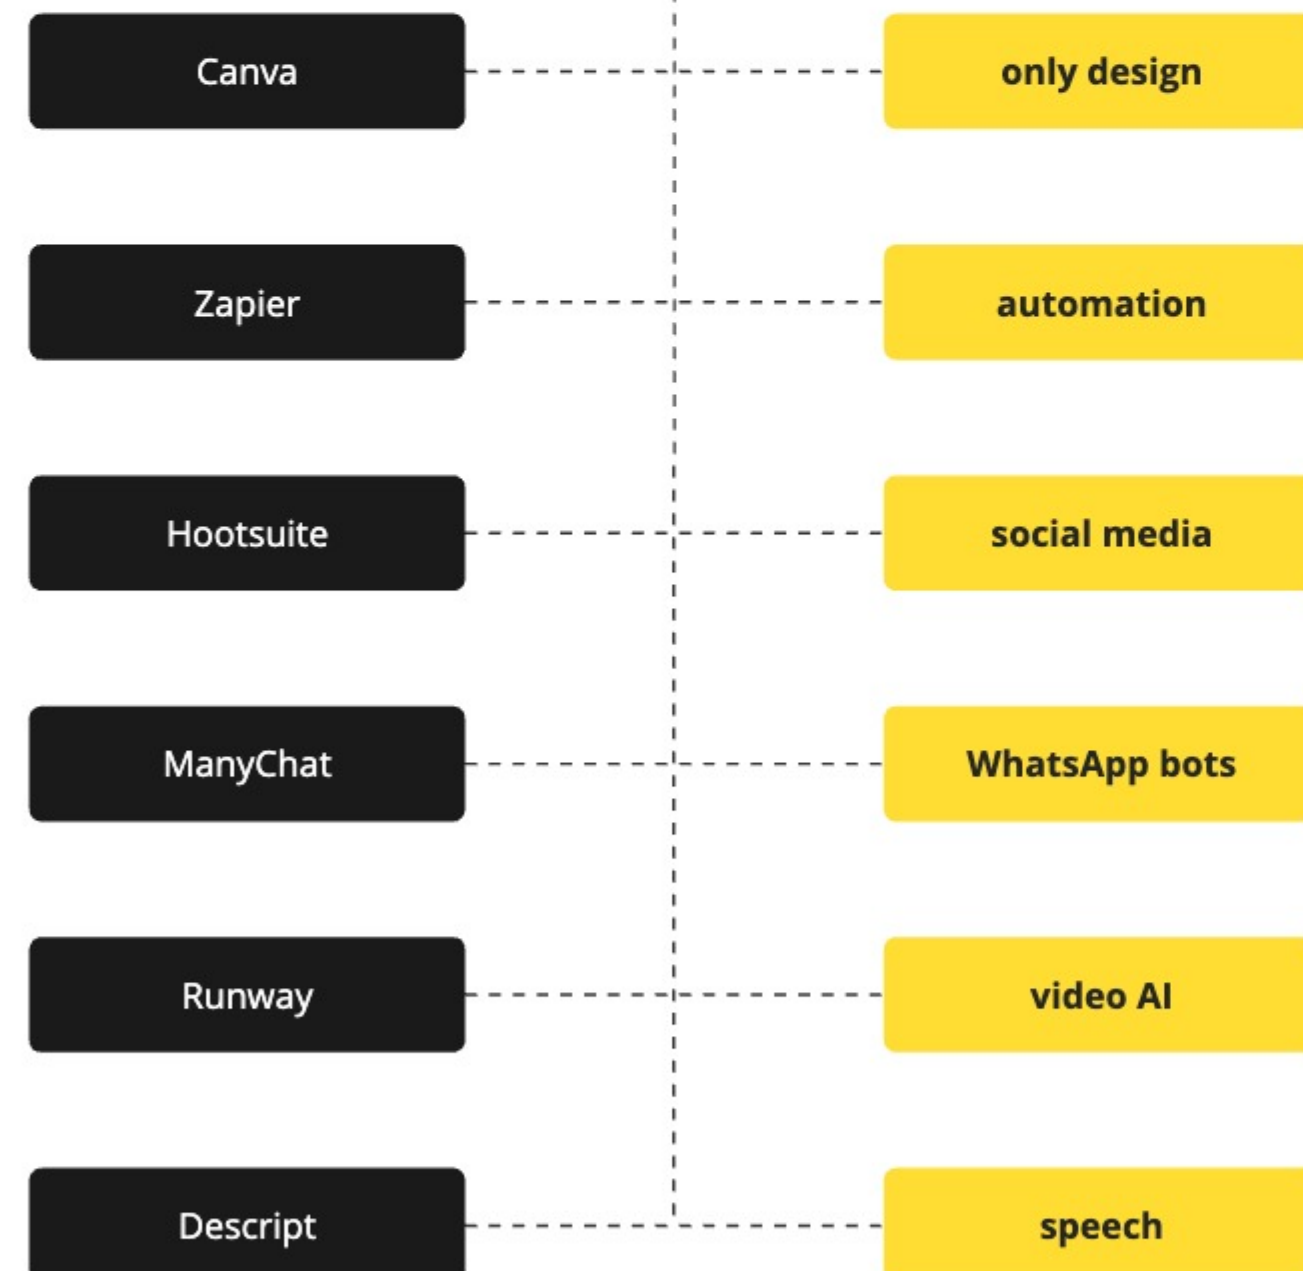 Canva
only design
Zapier
automation
Hootsuite
social media
ManyChat
WhatsApp bots
Runway
video AI
Descript
speech